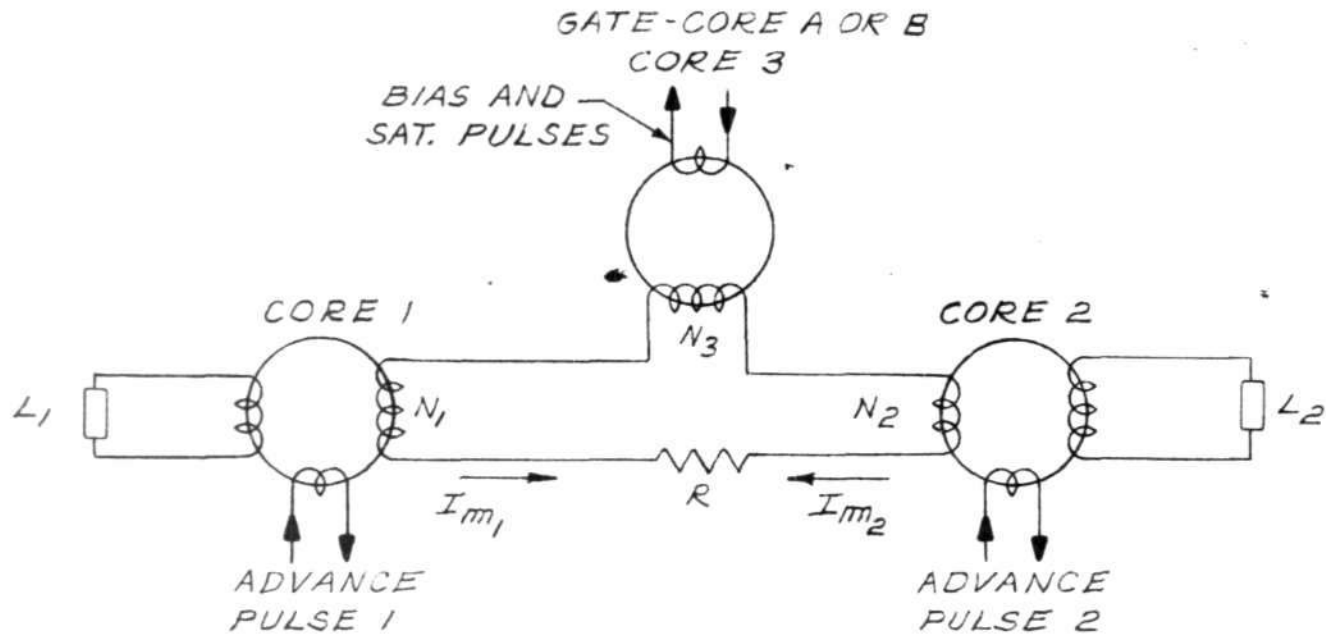 GATE-CORE A OR B
CORE 3
BIAS AND
SAT. PULSES
CORE 1
N3
CORE 2
L1
N1
N2
L2
Im1
R
Im2
ADVANCE
PULSE 1
ADVANCE
PULSE 2